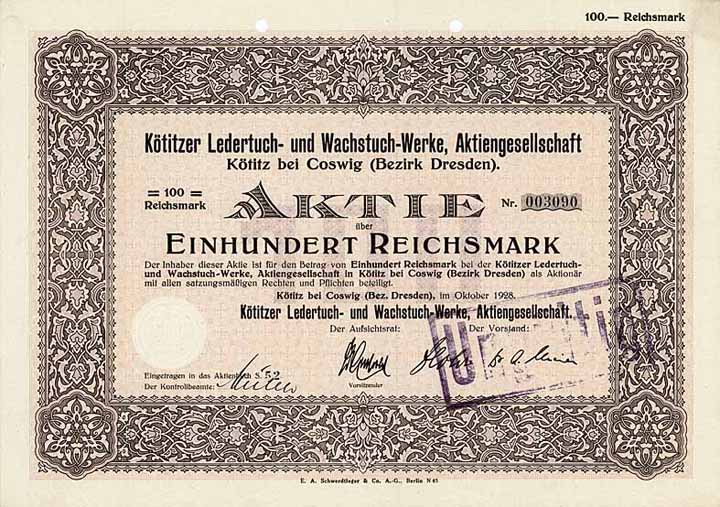 100.— Reichsmark
Kötitzer Ledertuch- und Wachstuch-Werke, Aktiengesellschaft
Kötitz bei Coswig (Bezirk Dresden).
= 100 =
Reichsmark
AKTIE
Nr. 003090
über
EINHUNDERT REICHSMARK
Der Inhaber dieser Aktie ist für den Betrag von Einhundert Reichsmark bei der Kötitzer Ledertuch-
und Wachstuch-Werke, Aktiengesellschaft in Kötitz bei Coswig (Bezirk Dresden) als Aktionär
mit allen satzungsmäßigen Rechten und Pflichten beteiligt.
Kötitz bei Coswig (Bez. Dresden), im Oktober 1928.
Kötitzer Ledertuch- und Wachstuch-Werke, Aktiengesellschaft.
Der Aufsichtsrat:
Der Vorstand:
Ungültig
Eingetragen in das Aktienbuch S. 52
Der Kontrollbeamte:
Vorsitzender
E. A. Schwerdtfeger & Co. A.-G., Berlin N 65